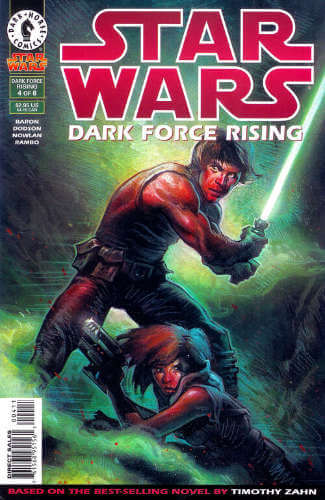 DARK HORSE COMICS
STAR WARS
STAR
WARS
DARK FORCE
RISING
4 OF 6
$2.95 US
BARON
DODSON
NOWLAN
RAMBO
DARK FORCE RISING
00411
DIRECT SALES
BASED ON THE BEST-SELLING NOVEL BY TIMOTHY ZAHN